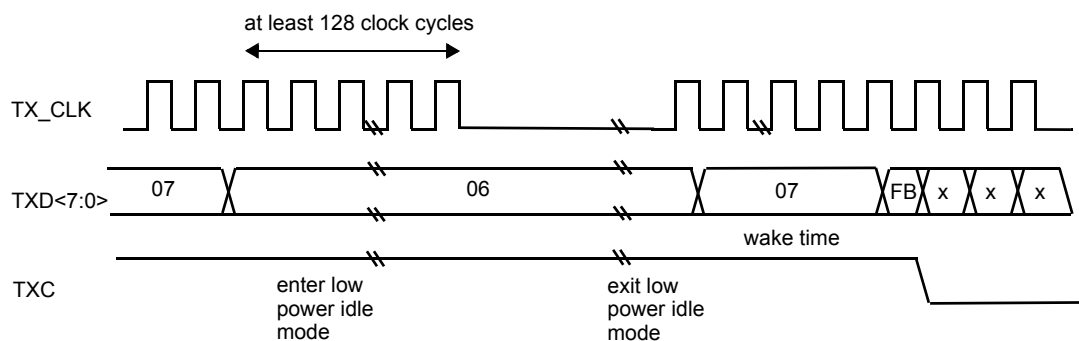 at least 128 clock cycles
TX_CLK
TXD<7:0>
07
06
07
FB
x
x
x
wake time
TXC
enter low
power idle
mode
exit low
power idle
mode